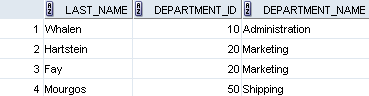 LAST_NAME DEPARTMENT_ID DEPARTMENT_NAME
1 Whalen 10 Administration
2 Hartstein 20 Marketing
3 Fay 20 Marketing
4 Mourgos 50 Shipping